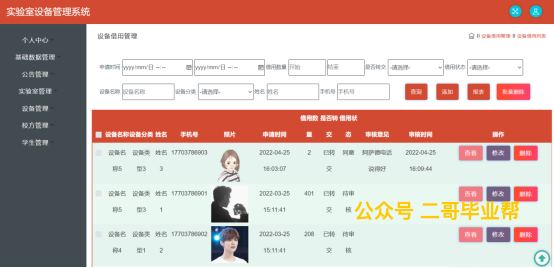 实验室设备管理系统
个人中心
基础数据管理
公告管理
实验室管理
设备管理
校方管理
学生管理
设备借用管理
设备借用管理 设备借用列表
申请时间 yyyy/mm/日 --:-- yyyy/mm/日 --:-- 借用数量 开始 结束 是否转交 -请选择- 借用状态 -请选择-
设备名称 设备名称 设备分类 -请选择- 姓名 姓名 手机号 手机号 查询 添加 报表 批量删除
设备名称 设备分类 姓名 手机号 照片 申请时间 借用数量 是否转交 借用状态 审核意见 审核时间 操作
设备名称5 设备类型3 姓名3 17703786903 2022-04-25 16:03:07 2 已转交 同意 2022-04-25 16:09:44 查看 修改 删除
设备名称5 设备类型3 姓名1 17703786901 2022-03-25 15:11:41 401 已转交 待审核 查看 修改 删除
设备名称4 设备类型1 姓名2 17703786902 2022-03-25 15:11:41 208 已转交 待审核 查看 修改 删除
公众号 二哥毕业帮